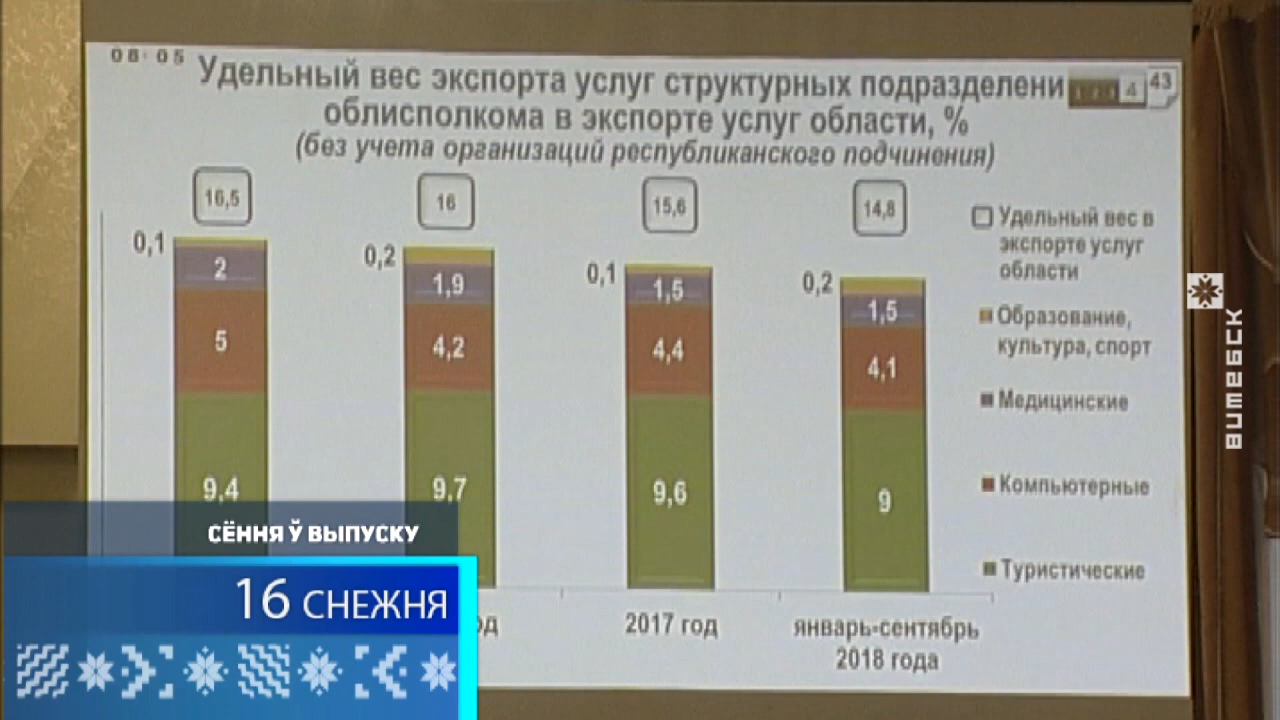 08:05
Удельный вес экспорта услуг структурных подразделени
облисполкома в экспорте услуг области, %
(без учета организаций республиканского подчинения)
4
43
16,5
16
15,6
14,8
0,1
2
5
9,4
0,2
1,9
4,2
9,7
0,1
1,5
4,4
9,6
0,2
1,5
4,1
9
Удельный вес в
экспорте услуг
области
Образование,
культура, спорт
Медицинские
Компьютерные
Туристические
од
2017 год
январь-сентябрь
2018 года
СЁННЯ Ў ВЫПУСКУ
16 СНЕЖНЯ
ВИТЕБСК